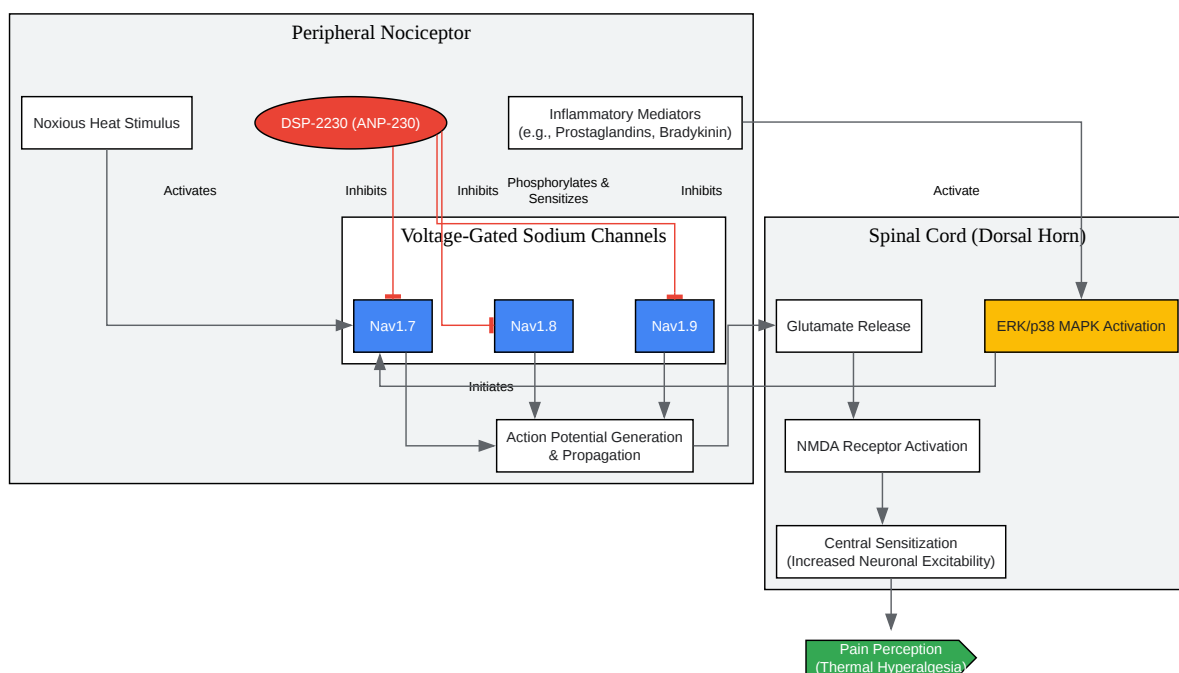 Peripheral Nociceptor
Noxious Heat Stimulus
DSP-2230 (ANP-230)
Inflammatory Mediators
(e.g., Prostaglandins, Bradykinin)
Activates
Inhibits
Inhibits
Phosphorylates &
Sensitizes
Inhibits
Activate
Voltage-Gated Sodium Channels
Spinal Cord (Dorsal Horn)
Nav1.7
Nav1.8
Nav1.9
Glutamate Release
ERK/p38 MAPK Activation
Initiates
Action Potential Generation
& Propagation
NMDA Receptor Activation
Central Sensitization
(Increased Neuronal Excitability)
Pain Perception
(Thermal Hyperalgesia)